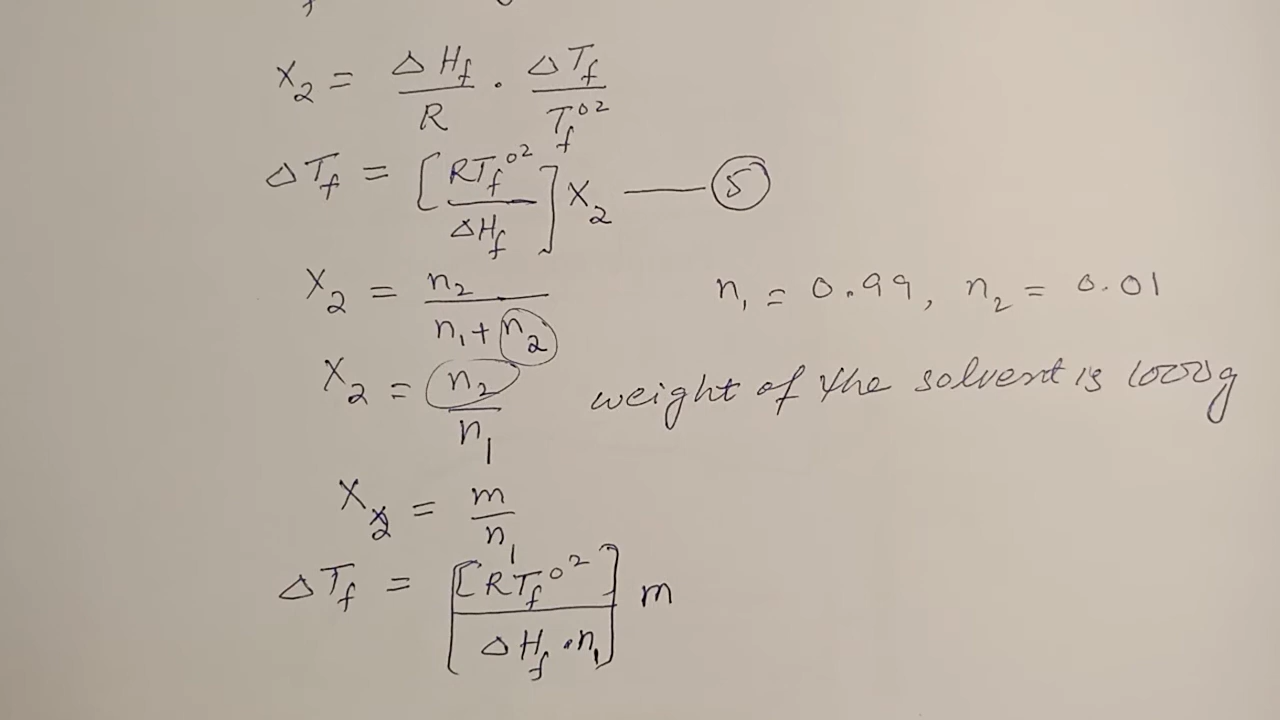 X₂ = ΔH_f / R · ΔT_f / T_f°²
ΔT_f = [RT_f°² / ΔH_f] X₂ —— ⑤
X₂ = n₂ / (n₁ + n₂)    n₁ = 0.99, n₂ = 0.01
X₂ = n₂ / n₁    weight of the solvent is 1000g
X₂ = m / n₁
ΔT_f = [[RT_f°²] / ΔH_f · n₁] m